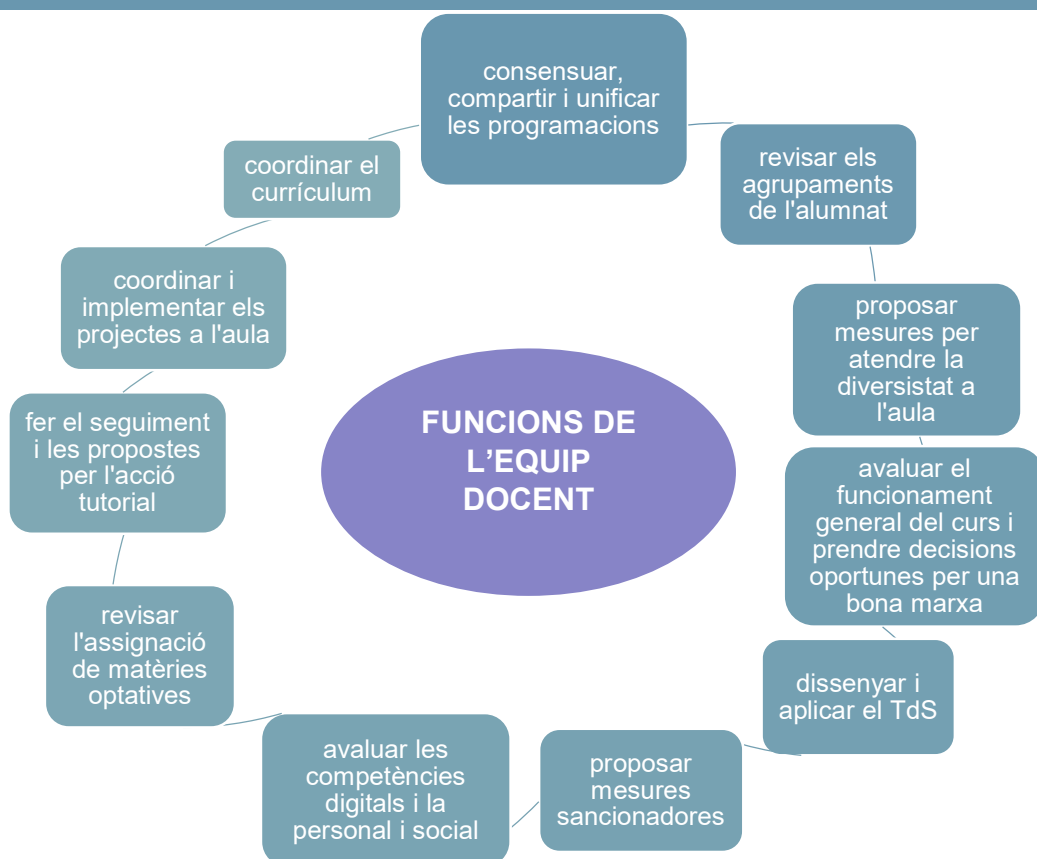 consensuar,
compartir i unificar
les programacions
revisar els
agrupaments
de l'alumnat
proposar
mesures per
atendre la
diversistat a
l'aula
avaluar el
funcionament
general del curs i
prendre decisions
oportunes per una
bona marxa
dissenyar i
aplicar el TdS
proposar
mesures
sancionadores
avaluar les
competències
digitals i la
personal i social
revisar
l'assignació
de matèries
optatives
fer el seguiment
i les propostes
per l'acció
tutorial
coordinar i
implementar els
projectes a l'aula
coordinar el
currículum
FUNCIONS DE
L’EQUIP
DOCENT